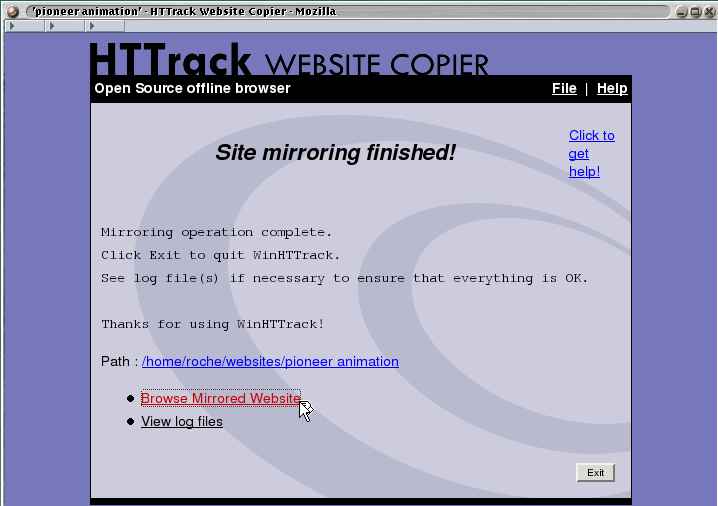 'pioneer animation' - HTTrack Website Copier - Mozilla
HTTrack WEBSITE COPIER
Open Source offline browser File | Help
Click to
get
help!
Site mirroring finished!
Mirroring operation complete.
Click Exit to quit WinHTTrack.
See log file(s) if necessary to ensure that everything is OK.
Thanks for using WinHTTrack!
Path : /home/roche/websites/pioneer animation
Browse Mirrored Website
View log files
Exit